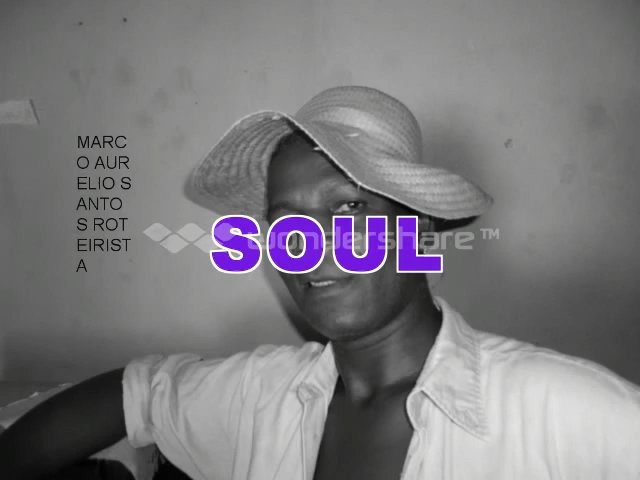 MARC
O AUR
ELIO S
ANTO
S ROT
EIRIST
A
SOUL
wondershare™